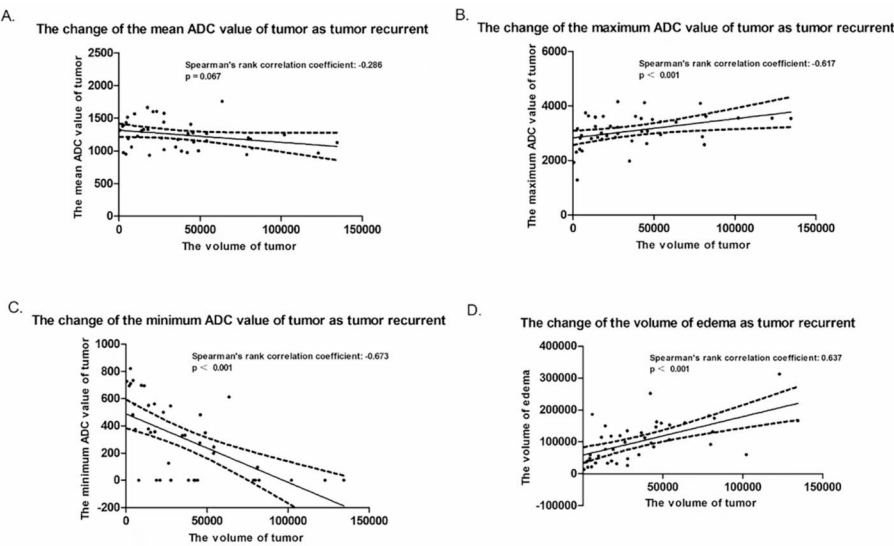 A.
The change of the mean ADC value of tumor as tumor recurrent
Spearman's rank correlation coefficient: -0.286
p = 0.067
The mean ADC value of tumor
2500
2000
1500
1000
500
0
0 50000 100000 150000
The volume of tumor
B.
The change of the maximum ADC value of tumor as tumor recurrent
Spearman's rank correlation coefficient: -0.617
p < 0.001
The maximum ADC value of tumor
6000
4000
2000
0
0 50000 100000 150000
The volume of tumor
C.
The change of the minimum ADC value of tumor as tumor recurrent
Spearman's rank correlation coefficient: -0.673
p < 0.001
The minimum ADC value of tumor
1000
800
600
400
200
0
-200
0 50000 100000 150000
The volume of tumor
D.
The change of the volume of edema as tumor recurrent
Spearman's rank correlation coefficient: 0.637
p < 0.001
The volume of edema
400000
300000
200000
100000
0
-100000
50000 100000 150000
The volume of tumor